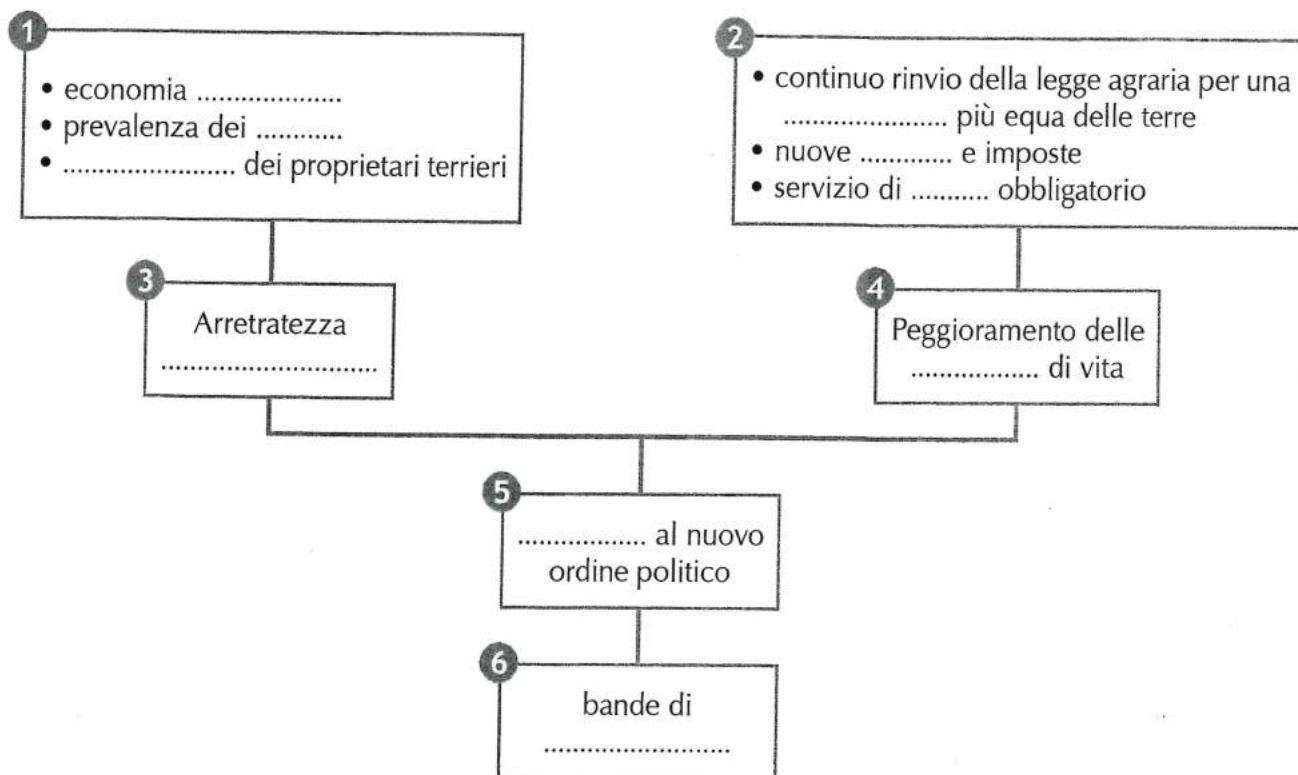 1
• economia ....................
• prevalenza dei ............
• ........................ dei proprietari terrieri
2
• continuo rinvio della legge agraria per una
....................... più equa delle terre
• nuove ............. e imposte
• servizio di ........... obbligatorio
3
Arretratezza
..............................
4
Peggioramento delle
.................. di vita
5
.................. al nuovo
ordine politico
6
bande di
..........................